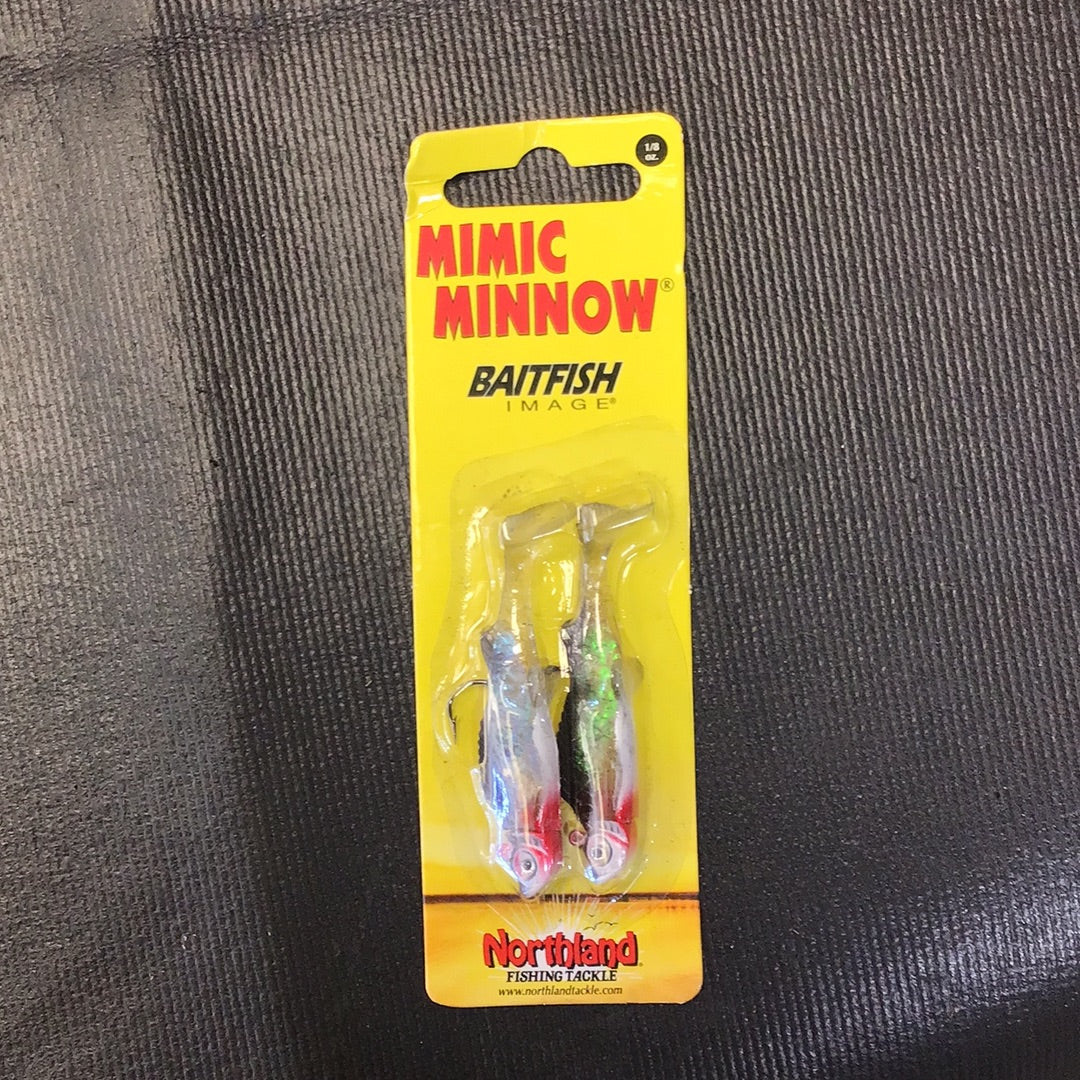 1/8
oz.
MIMIC
MINNOW®
BAITFISH
IMAGE®
Northland
FISHING TACKLE
www.northlandtackle.com